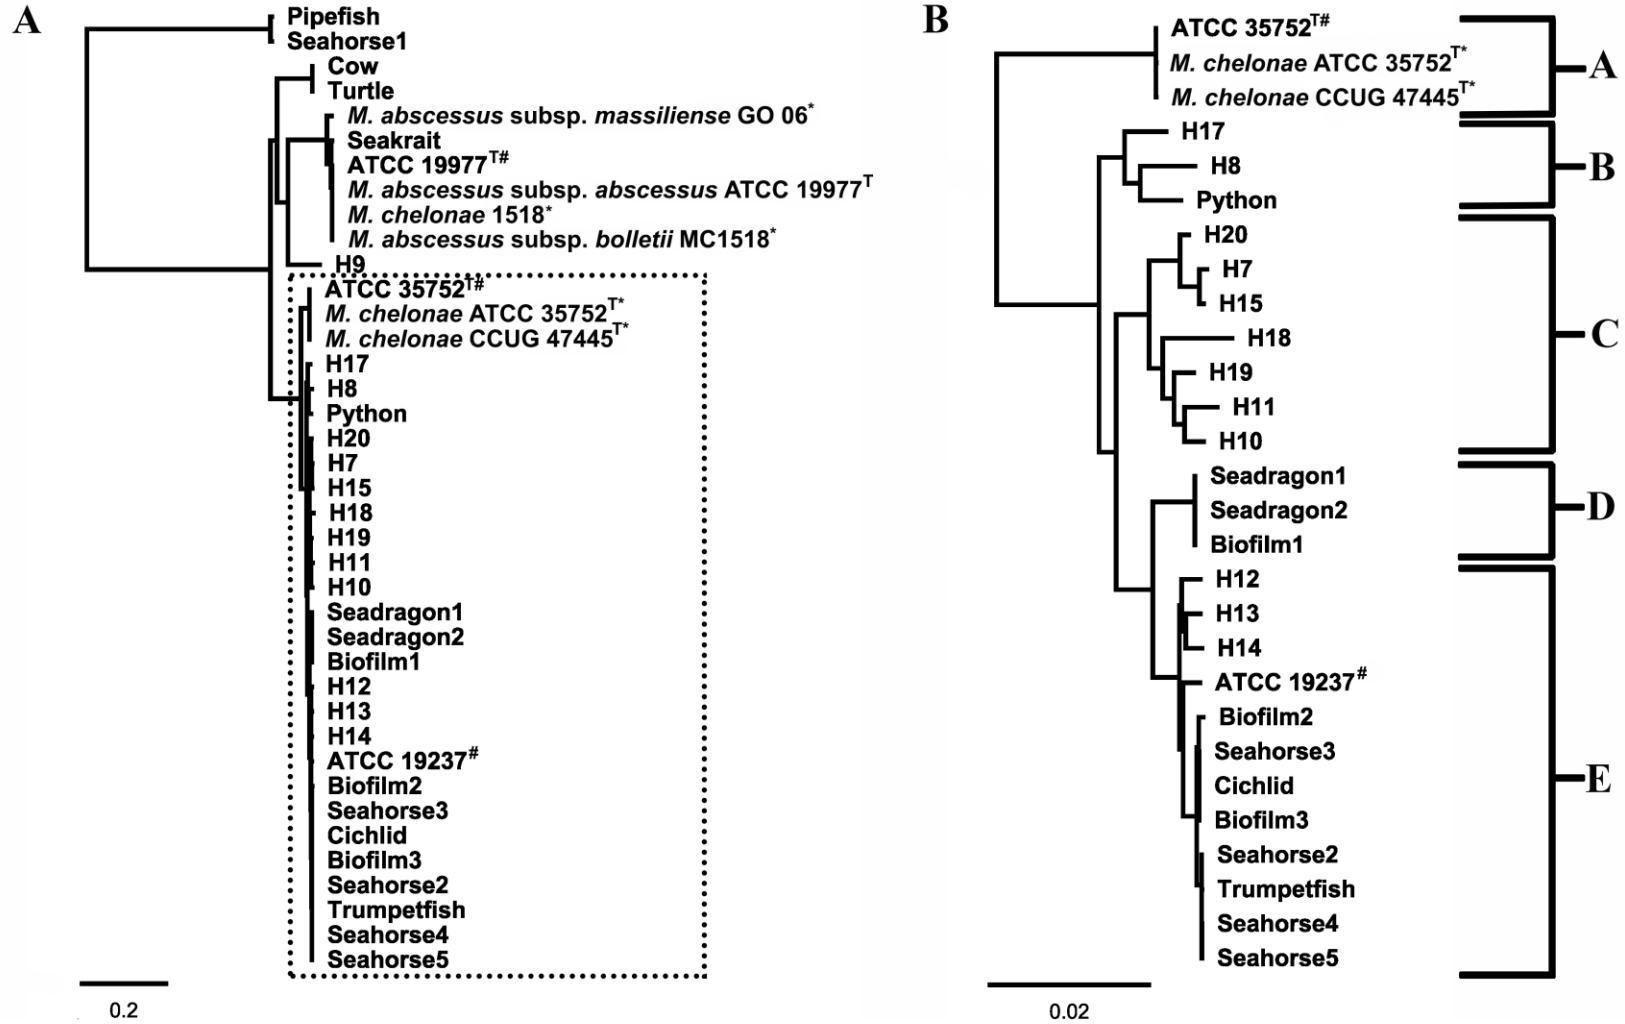 A
Pipefish
Seahorse1
Cow
Turtle
M. abscessus subsp. massiliense GO 06*
Seakrait
ATCC 19977T#
M. abscessus subsp. abscessus ATCC 19977T
M. chelonae 1518*
M. abscessus subsp. bolletii MC1518*
H9
ATCC 35752T#
M. chelonae ATCC 35752T*
M. chelonae CCUG 47445T*
H17
H8
Python
H20
H7
H15
H18
H19
H11
H10
Seadragon1
Seadragon2
Biofilm1
H12
H13
H14
ATCC 19237#
Biofilm2
Seahorse3
Cichlid
Biofilm3
Seahorse2
Trumpetfish
Seahorse4
Seahorse5
0.2
B
ATCC 35752T#
M. chelonae ATCC 35752T*
M. chelonae CCUG 47445T*
A
H17
H8
Python
B
H20
H7
H15
H18
H19
H11
H10
C
Seadragon1
Seadragon2
Biofilm1
D
H12
H13
H14
ATCC 19237#
Biofilm2
Seahorse3
Cichlid
Biofilm3
Seahorse2
Trumpetfish
Seahorse4
Seahorse5
E
0.02